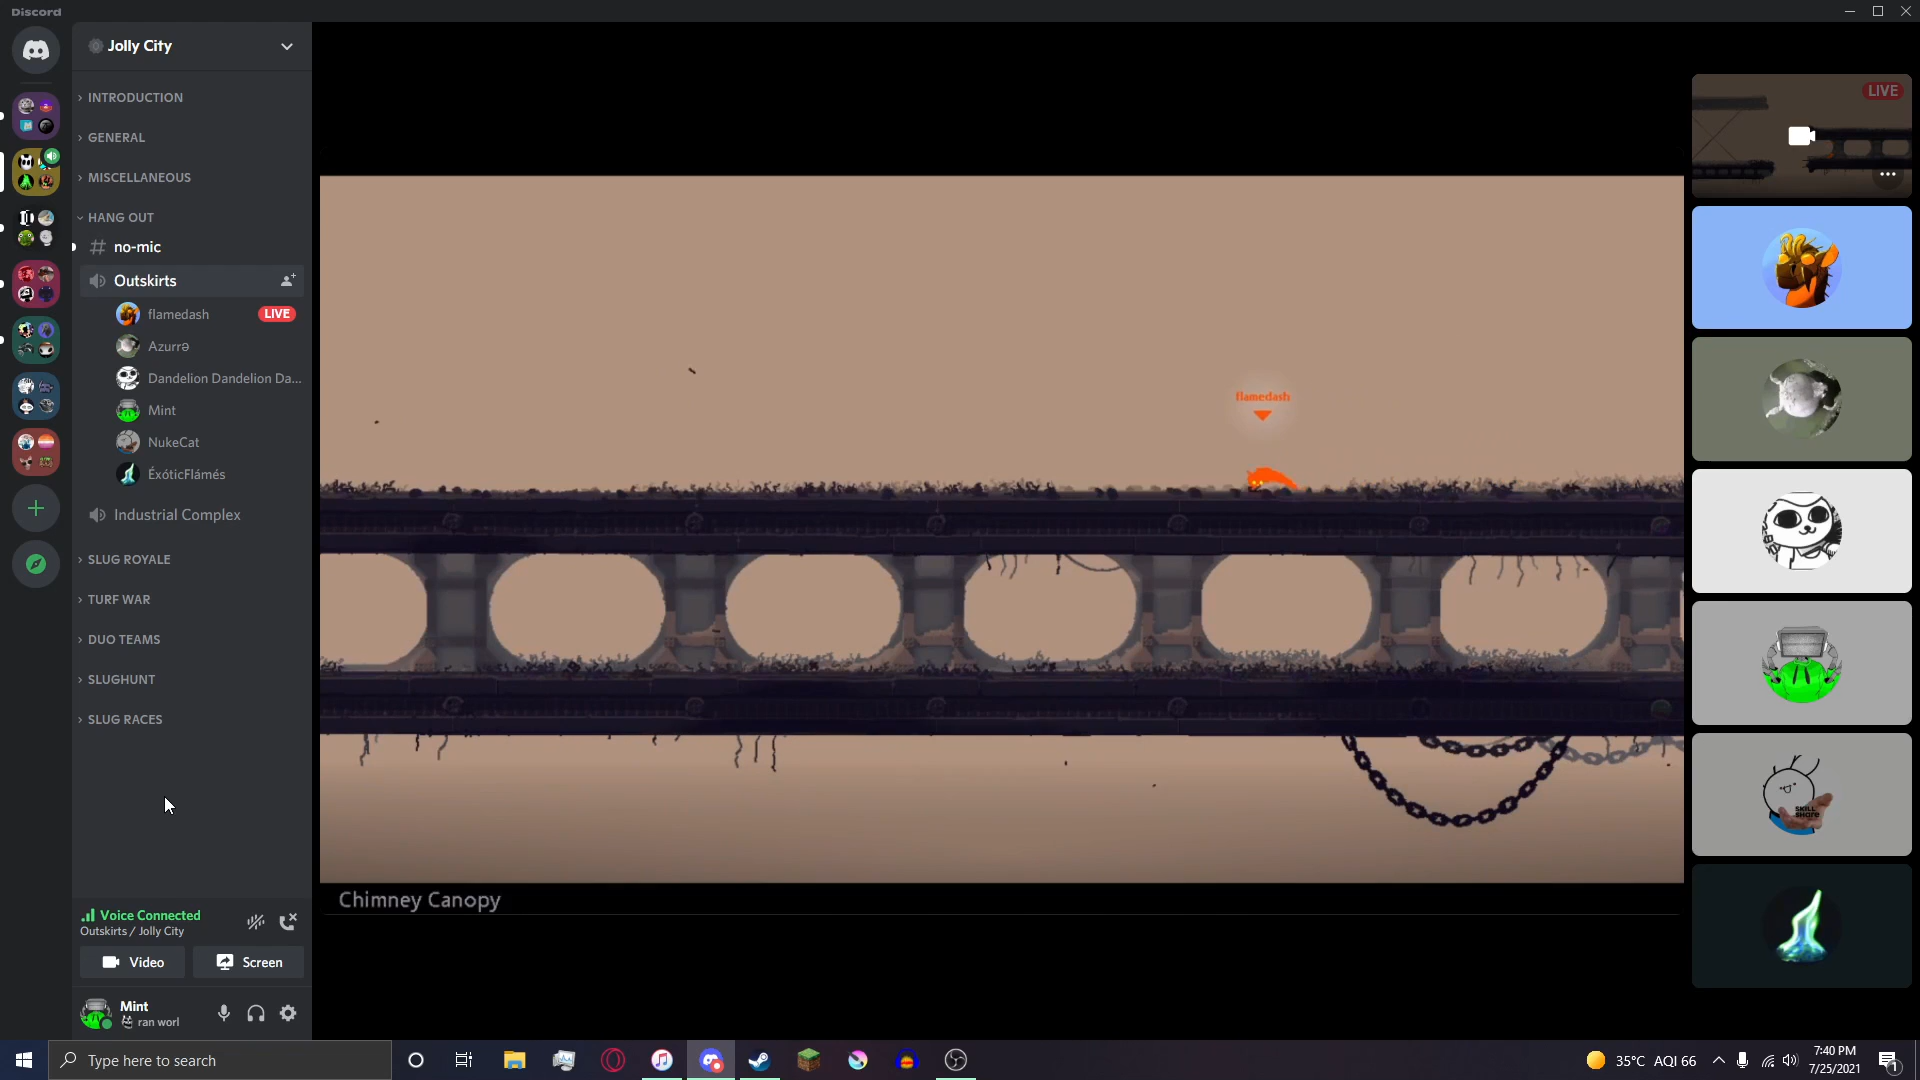 Discord
Jolly City
INTRODUCTION
GENERAL
MISCELLANEOUS
HANG OUT
no-mic
Outskirts
flamedash
LIVE
Azurrə
Dandelion Dandelion Da...
Mint
NukeCat
ÉxóticFlámés
Industrial Complex
SLUG ROYALE
TURF WAR
DUO TEAMS
SLUGHUNT
SLUG RACES
Voice Connected
Outskirts / Jolly City
Video
Screen
Mint
ran worl
flamedash
Chimney Canopy
LIVE
SKILL
SHARE
Type here to search
35°C AQI 66
7:40 PM
7/25/2021
1